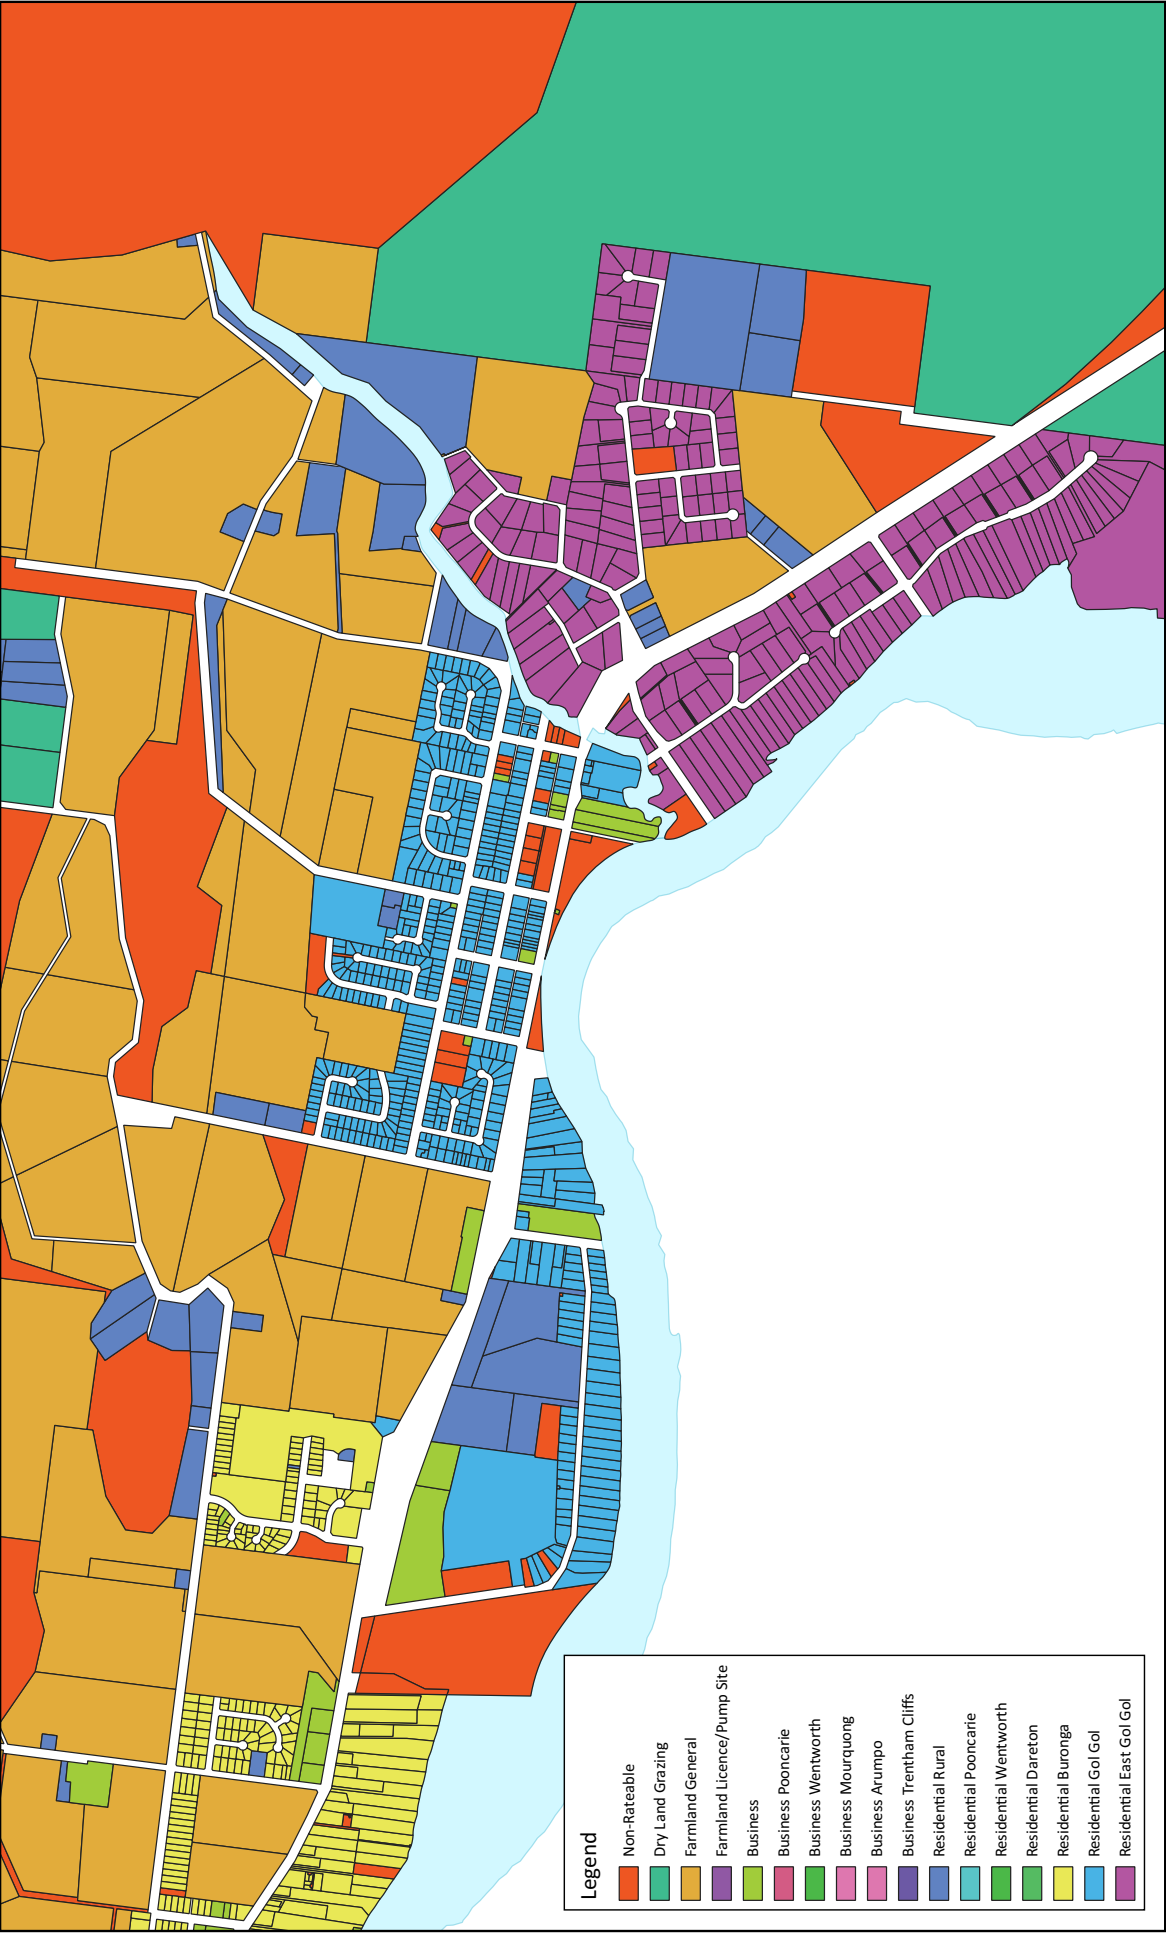 Legend
Non-Rateable
Dry Land Grazing
Farmland General
Farmland Licence/Pump Site
Business
Business Pooncarie
Business Wentworth
Business Mourquong
Business Arumpo
Business Trentham Cliffs
Residential Rural
Residential Pooncarie
Residential Wentworth
Residential Dareton
Residential Buronga
Residential Gol Gol
Residential East Gol Gol